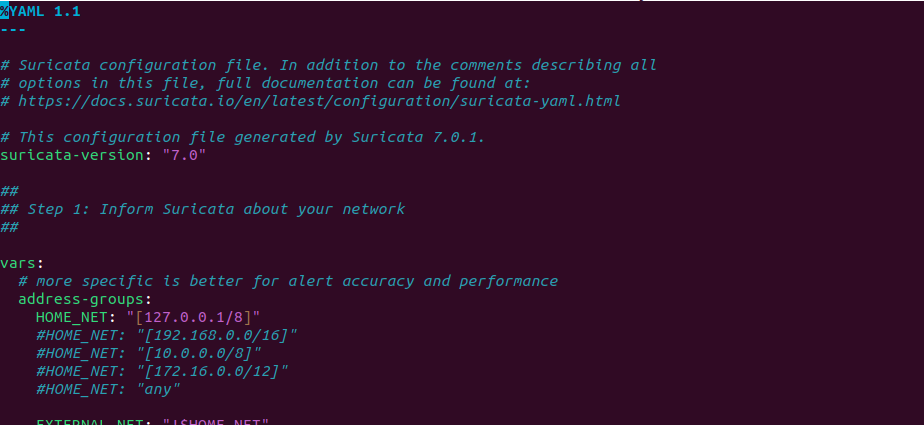 %YAML 1.1
---
# Suricata configuration file. In addition to the comments describing all
# options in this file, full documentation can be found at:
# https://docs.suricata.io/en/latest/configuration/suricata-yaml.html
# This configuration file generated by Suricata 7.0.1.
suricata-version: "7.0"
##
## Step 1: Inform Suricata about your network
##
vars:
  # more specific is better for alert accuracy and performance
  address-groups:
    HOME_NET: "[127.0.0.1/8]"
    #HOME_NET: "[192.168.0.0/16]"
    #HOME_NET: "[10.0.0.0/8]"
    #HOME_NET: "[172.16.0.0/12]"
    #HOME_NET: "any"
    EXTERNAL_NET: "!$HOME_NET"